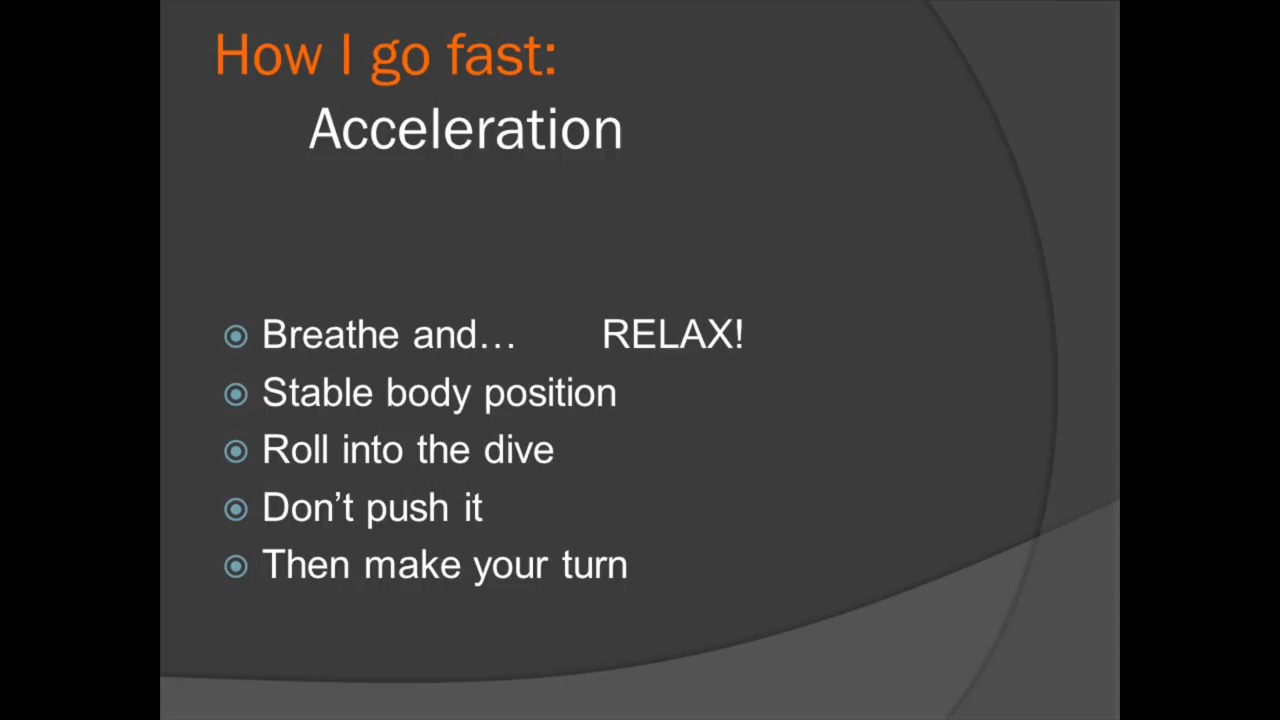 How I go fast:
Acceleration
Breathe and… RELAX!
Stable body position
Roll into the dive
Don’t push it
Then make your turn